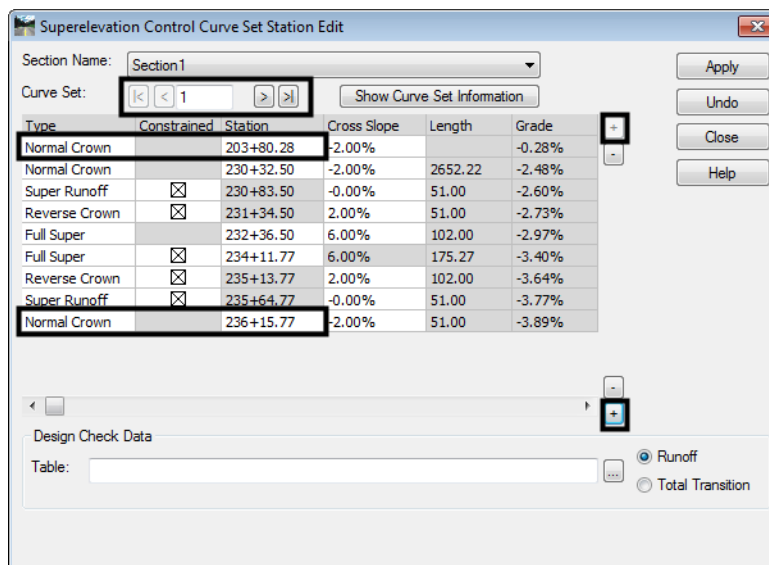 Superelevation Control Curve Set Station Edit
Section Name: Section1 Apply
Curve Set: |< < 1 > >| Show Curve Set Information Undo
Type Constrained Station Cross Slope Length Grade +
Normal Crown 203+80.28 -2.00% -0.28% Close
-
Normal Crown 230+32.50 -2.00% 2652.22 -2.48% Help
Super Runoff 230+83.50 -0.00% 51.00 -2.60%
Reverse Crown 231+34.50 2.00% 51.00 -2.73%
Full Super 232+36.50 6.00% 102.00 -2.97%
Full Super 234+11.77 6.00% 175.27 -3.40%
Reverse Crown 235+13.77 2.00% 102.00 -3.64%
Super Runoff 235+64.77 -0.00% 51.00 -3.77%
Normal Crown 236+15.77 -2.00% 51.00 -3.89%
-
+
Design Check Data
Table: ... Runoff
Total Transition